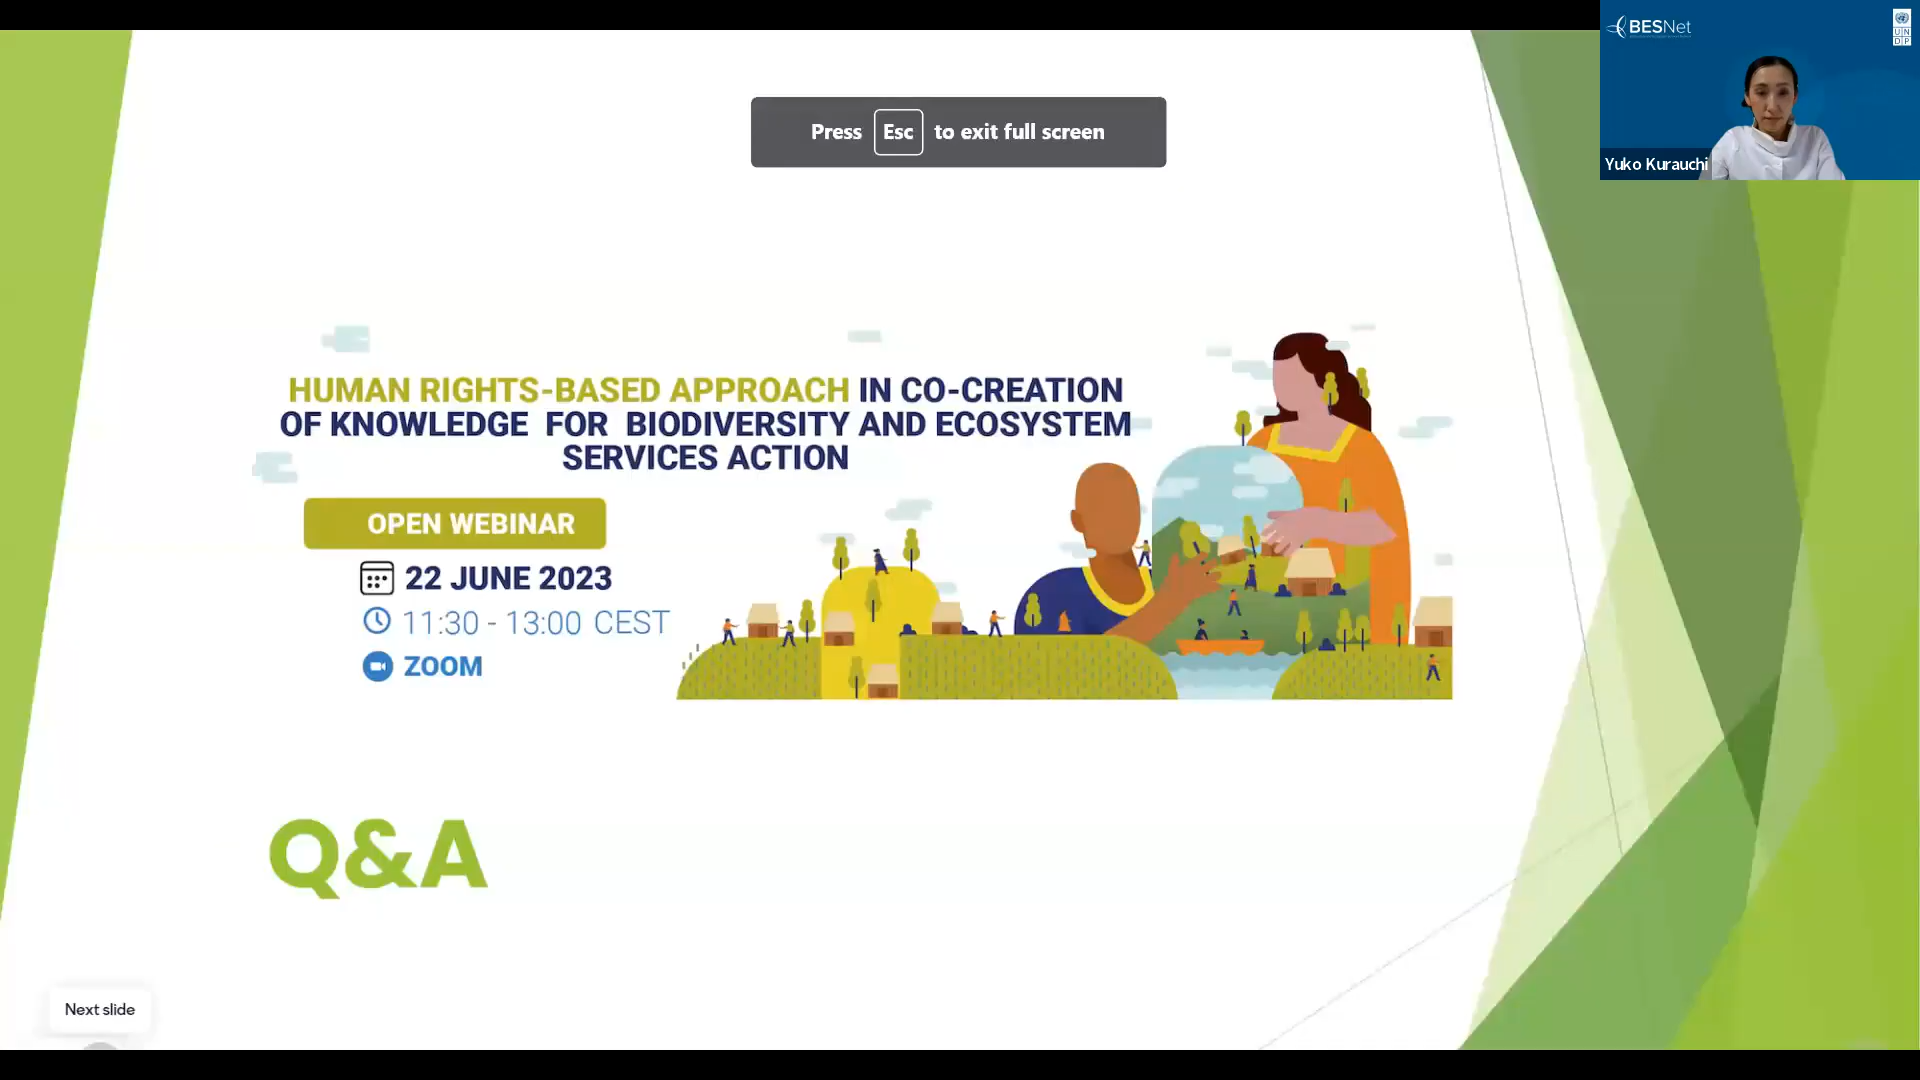 BESNet
U N
D P
Yuko Kurauchi
Press Esc to exit full screen
HUMAN RIGHTS-BASED APPROACH IN CO-CREATION
OF KNOWLEDGE FOR BIODIVERSITY AND ECOSYSTEM
SERVICES ACTION
OPEN WEBINAR
22 JUNE 2023
11:30 - 13:00 CEST
ZOOM
Q&A
Next slide